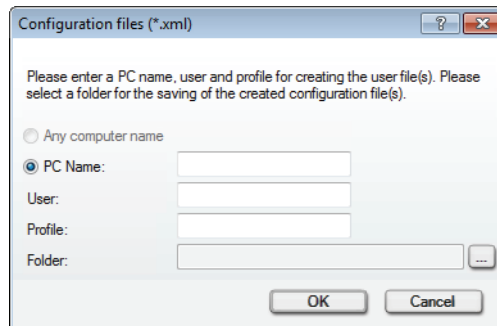 Configuration files (*.xml)
?
Please enter a PC name, user and profile for creating the user file(s). Please
select a folder for the saving of the created configuration file(s).
Any computer name
PC Name:
User:
Profile:
Folder:
...
OK Cancel